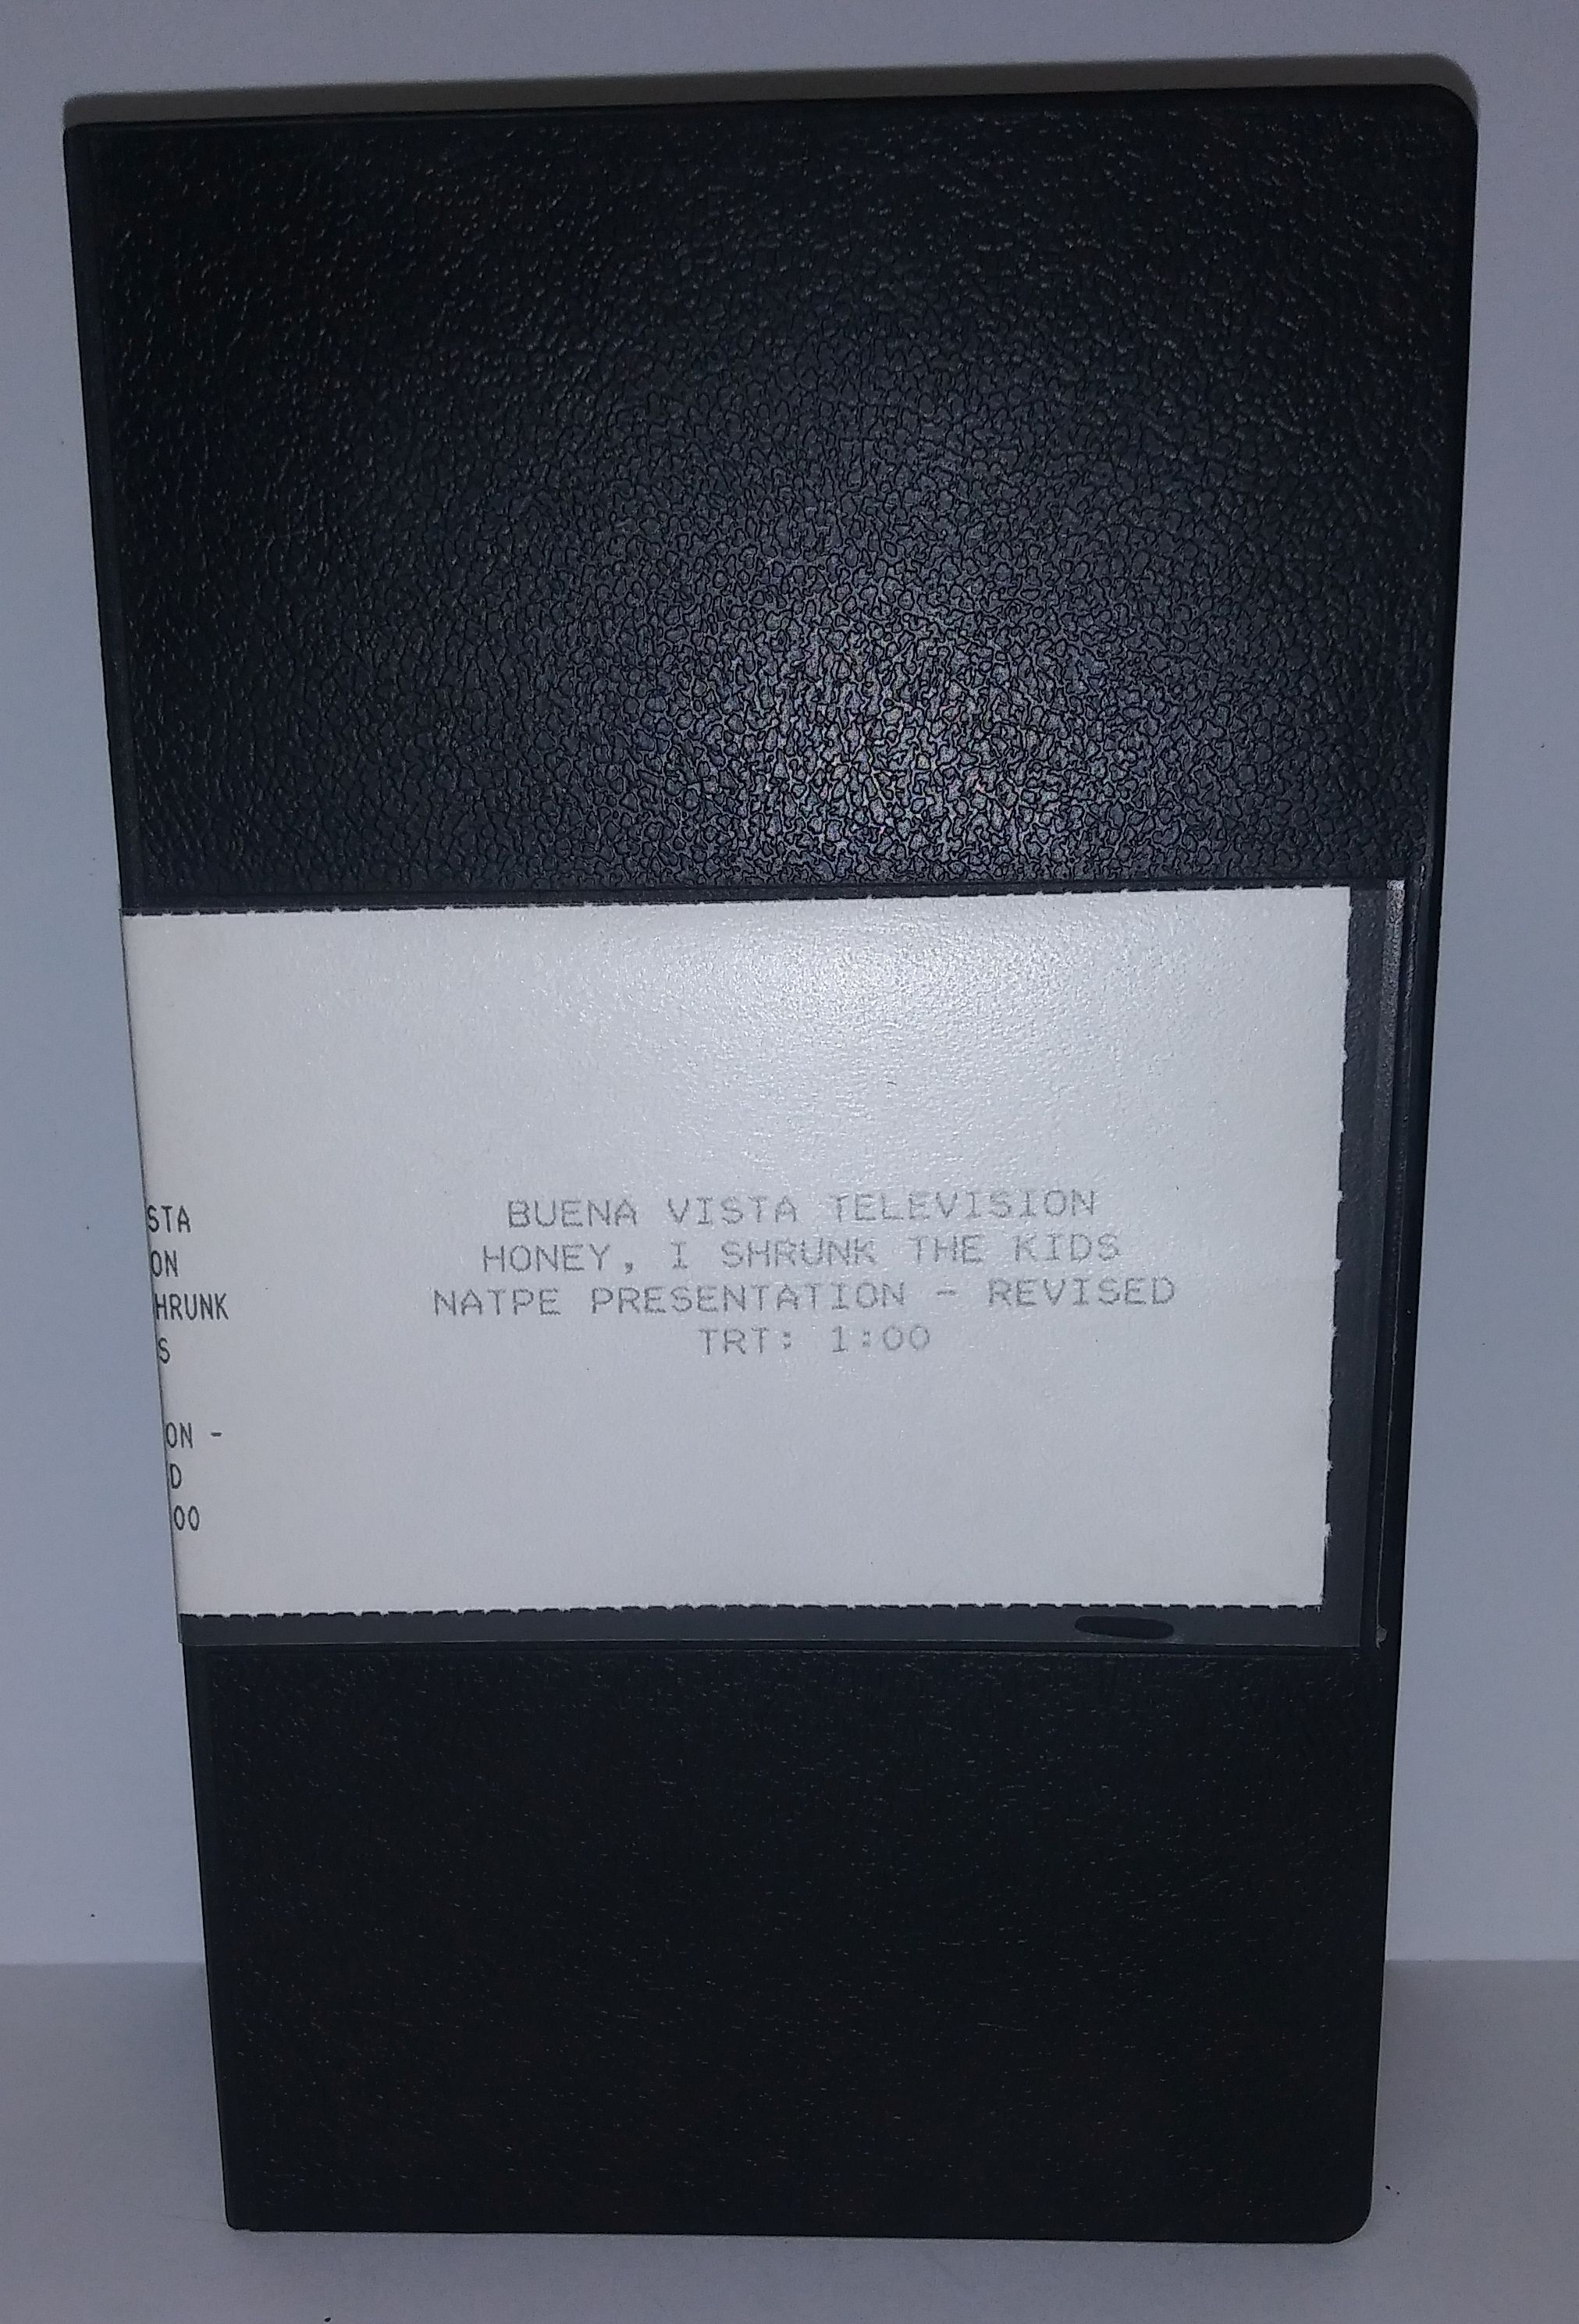 STA
ON
HRUNK
S
ON -
D
00
BUENA VISTA TELEVISION
HONEY, I SHRUNK THE KIDS
NATPE PRESENTATION - REVISED
TRT: 1:00